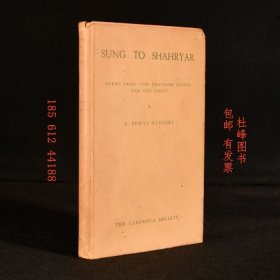 SUNG TO SHAHRYAR
POEMS FROM THE THOUSAND NIGHTS
AND ONE NIGHT
E. POWYS MATHERS
THE CASANOVA SOCIETY
185 612 44188
杜峰图书
包邮 有发票